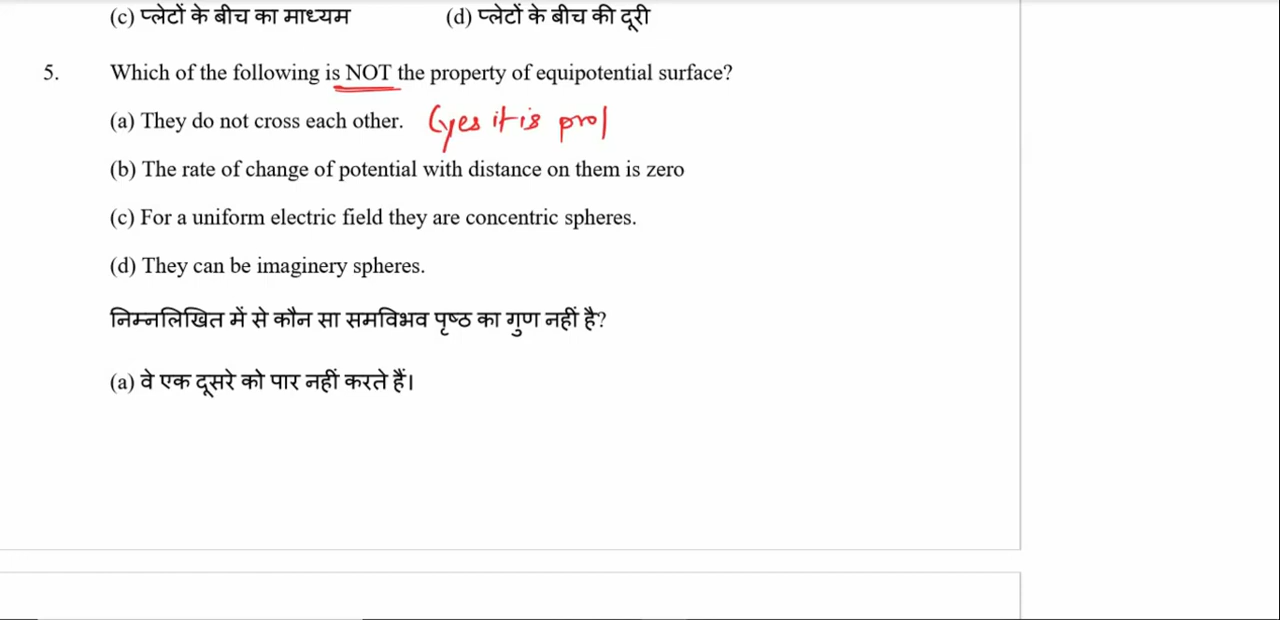 (c) प्लेटों के बीच का माध्यम (d) प्लेटों के बीच की दूरी
5. Which of the following is NOT the property of equipotential surface?
(a) They do not cross each other. (yes it is pro
(b) The rate of change of potential with distance on them is zero
(c) For a uniform electric field they are concentric spheres.
(d) They can be imaginery spheres.
निम्नलिखित में से कौन सा समविभव पृष्ठ का गुण नहीं है?
(a) वे एक दूसरे को पार नहीं करते हैं।